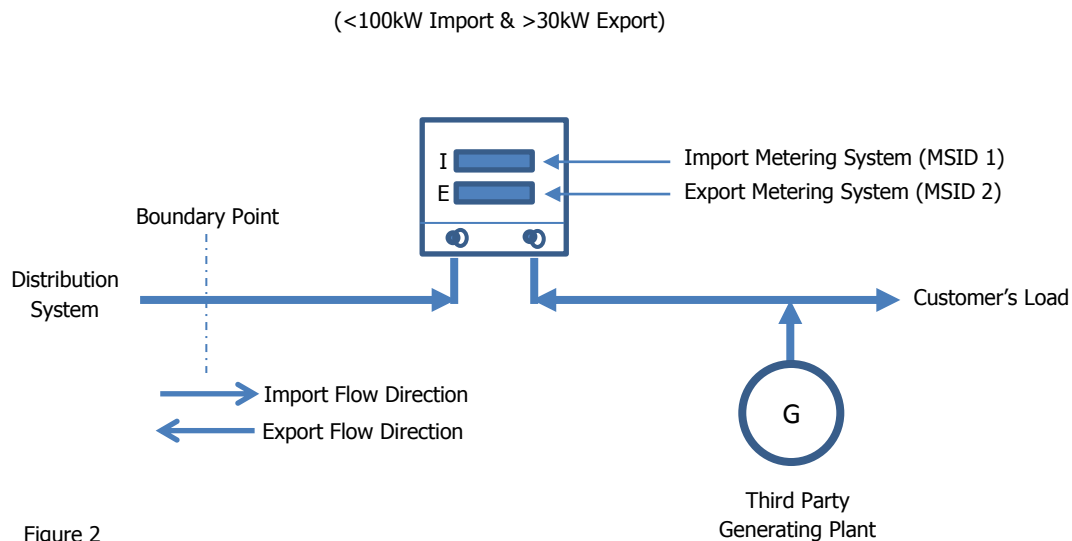 (<100kW Import & >30kW Export)
I
Import Metering System (MSID 1)
E
Export Metering System (MSID 2)
Boundary Point
Distribution
System
Customer’s Load
Import Flow Direction
Export Flow Direction
G
Third Party
Generating Plant
Figure 2